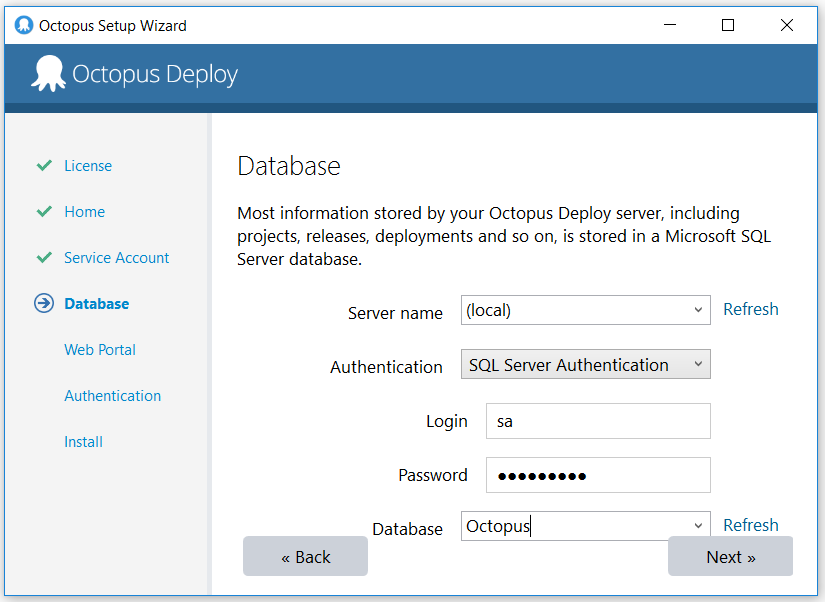 Octopus Setup Wizard
Octopus Deploy
License
Home
Service Account
Database
Web Portal
Authentication
Install
Database
Most information stored by your Octopus Deploy server, including
projects, releases, deployments and so on, is stored in a Microsoft SQL
Server database.
Server name (local) Refresh
Authentication SQL Server Authentication
Login sa
Password ●●●●●●●●●
Database Octopus Refresh
« Back Next »